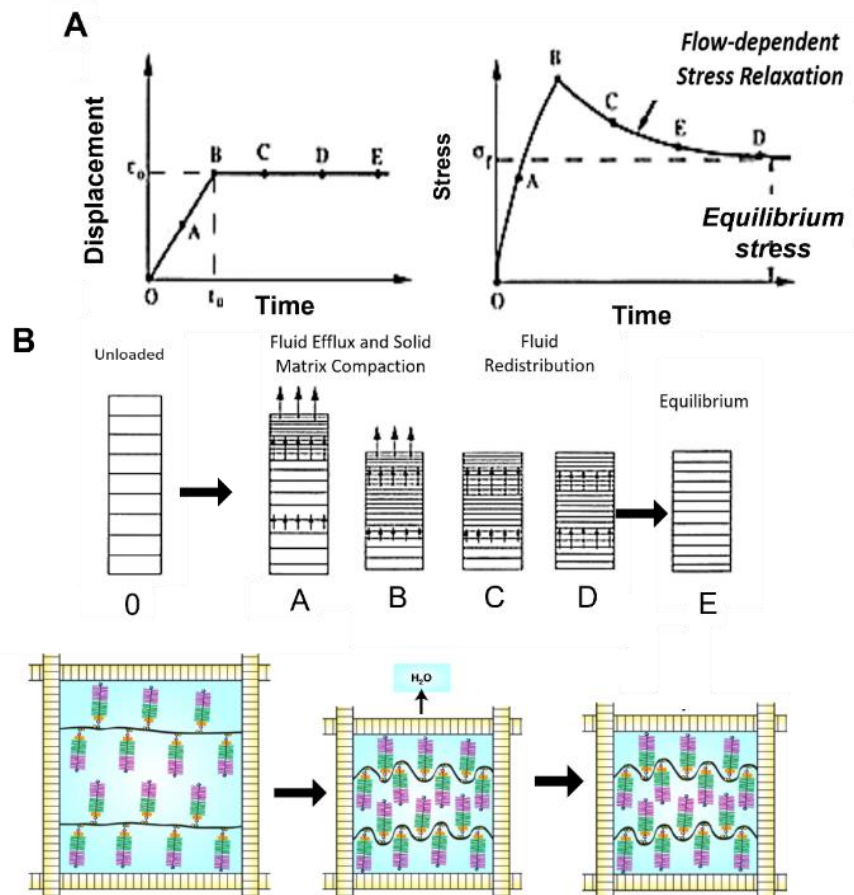 A
Displacement
ε₀
B
C
D
E
A
O
t₀
Time
Flow-dependent
Stress Relaxation
Stress
σf
B
C
E
D
A
O
Equilibrium
stress
Time
B
Unloaded
Fluid Efflux and Solid
Matrix Compaction
Fluid
Redistribution
Equilibrium
0
A
B
C
D
E
H₂O